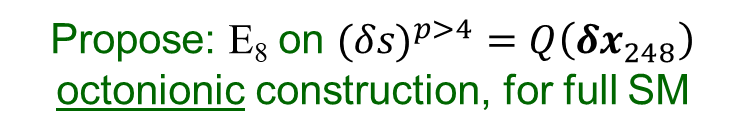 Propose: E₈ on (δs)ᵖ﹥⁴ = Q(δx₂₄₈)
octonionic construction, for full SM